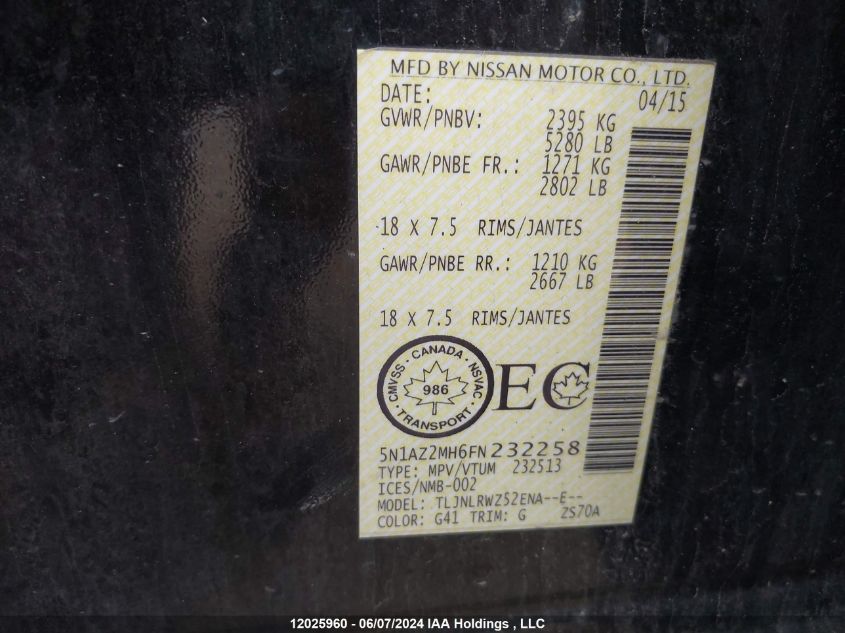 MFD BY NISSAN MOTOR CO., LTD.
DATE: 04/15
GVWR/PNBV: 2395 KG
5280 LB
GAWR/PNBE FR.: 1271 KG
2802 LB
18 X 7.5 RIMS/JANTES
GAWR/PNBE RR.: 1210 KG
2667 LB
18 X 7.5 RIMS/JANTES
CMVSS · CANADA · NSVAC
986
TRANSPORT
EC
5N1AZ2MH6FN232258
TYPE: MPV/VTUM 232513
ICES/NMB-002
MODEL: TLJNLRWZ52ENA--E--
COLOR: G41 TRIM: G ZS70A
12025960 - 06/07/2024 IAA Holdings , LLC